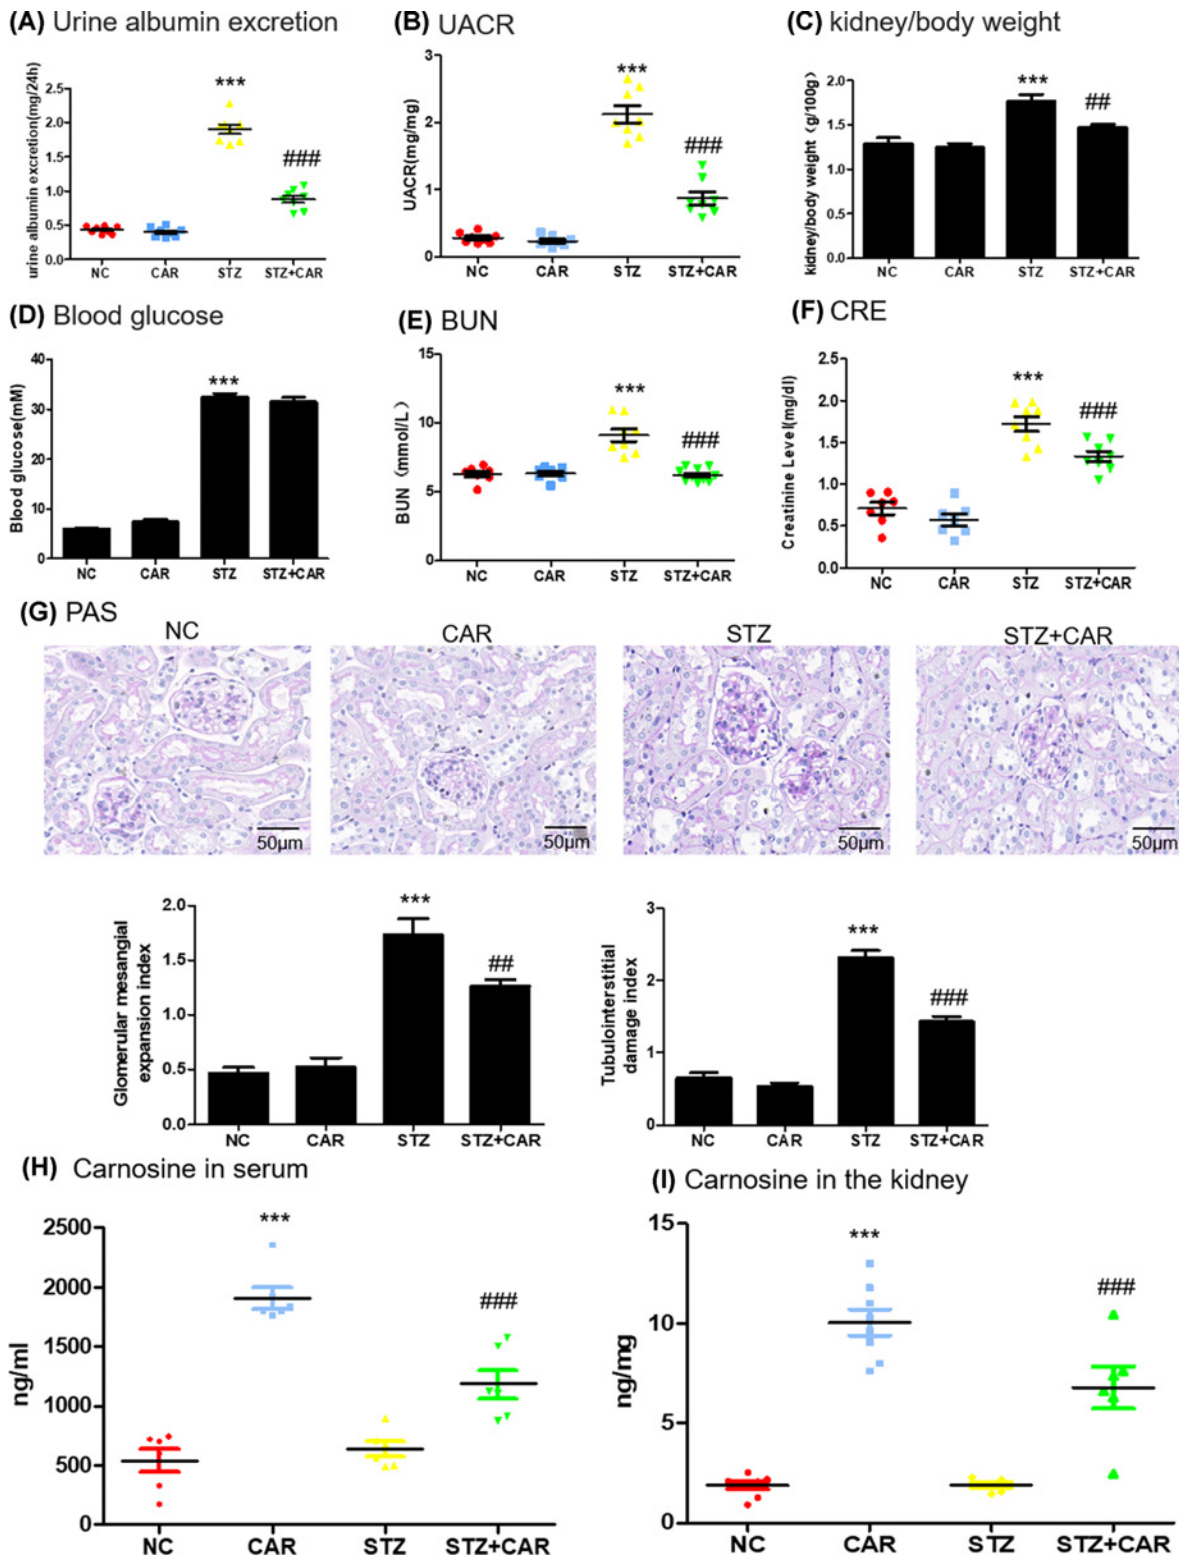 (A) Urine albumin excretion
urine albumin excretion(mg/24h)
2.5
2.0
1.5
1.0
0.5
0.0
***
###
NC CAR STZ STZ+CAR
(B) UACR
UACR(mg/mg)
3
2
1
0
***
###
NC CAR STZ STZ+CAR
(C) kidney/body weight
kidney/body weight（g/100g）
2.0
1.5
1.0
0.5
0.0
***
##
NC CAR STZ STZ+CAR
(D) Blood glucose
Blood glucose(mM)
40
30
20
10
0
***
NC CAR STZ STZ+CAR
(E) BUN
BUN（mmol/L）
15
10
5
0
***
###
NC CAR STZ STZ+CAR
(F) CRE
Creatinine Level(mg/dl)
2.5
2.0
1.5
1.0
0.5
0.0
***
###
NC CAR STZ STZ+CAR
(G) PAS
NC CAR STZ STZ+CAR
50μm 50μm 50μm 50μm
Glomerular mesangial
expansion index
2.0
1.5
1.0
0.5
0.0
***
##
NC CAR STZ STZ+CAR
Tubulointerstitial
damage index
3
2
1
0
***
###
NC CAR STZ STZ+CAR
(H) Carnosine in serum
ng/ml
2500
2000
1500
1000
500
0
***
###
NC CAR STZ STZ+CAR
(I) Carnosine in the kidney
ng/mg
15
10
5
0
***
###
NC CAR STZ STZ+CAR